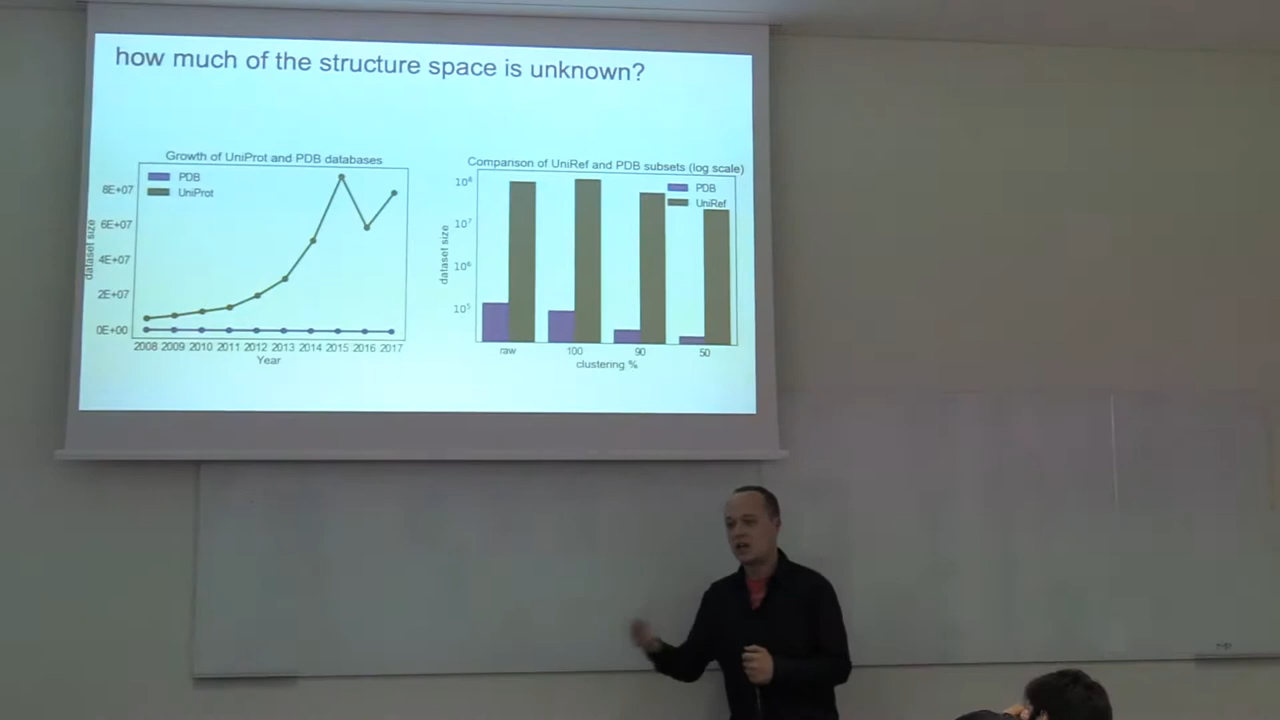 how much of the structure space is unknown?
Growth of UniProt and PDB databases
PDB
UniProt
dataset size
8E+07
6E+07
4E+07
2E+07
0E+00
2008 2009 2010 2011 2012 2013 2014 2015 2016 2017
Year
Comparison of UniRef and PDB subsets (log scale)
PDB
UniRef
dataset size
10⁸
10⁷
10⁶
10⁵
raw 100 90 50
clustering %